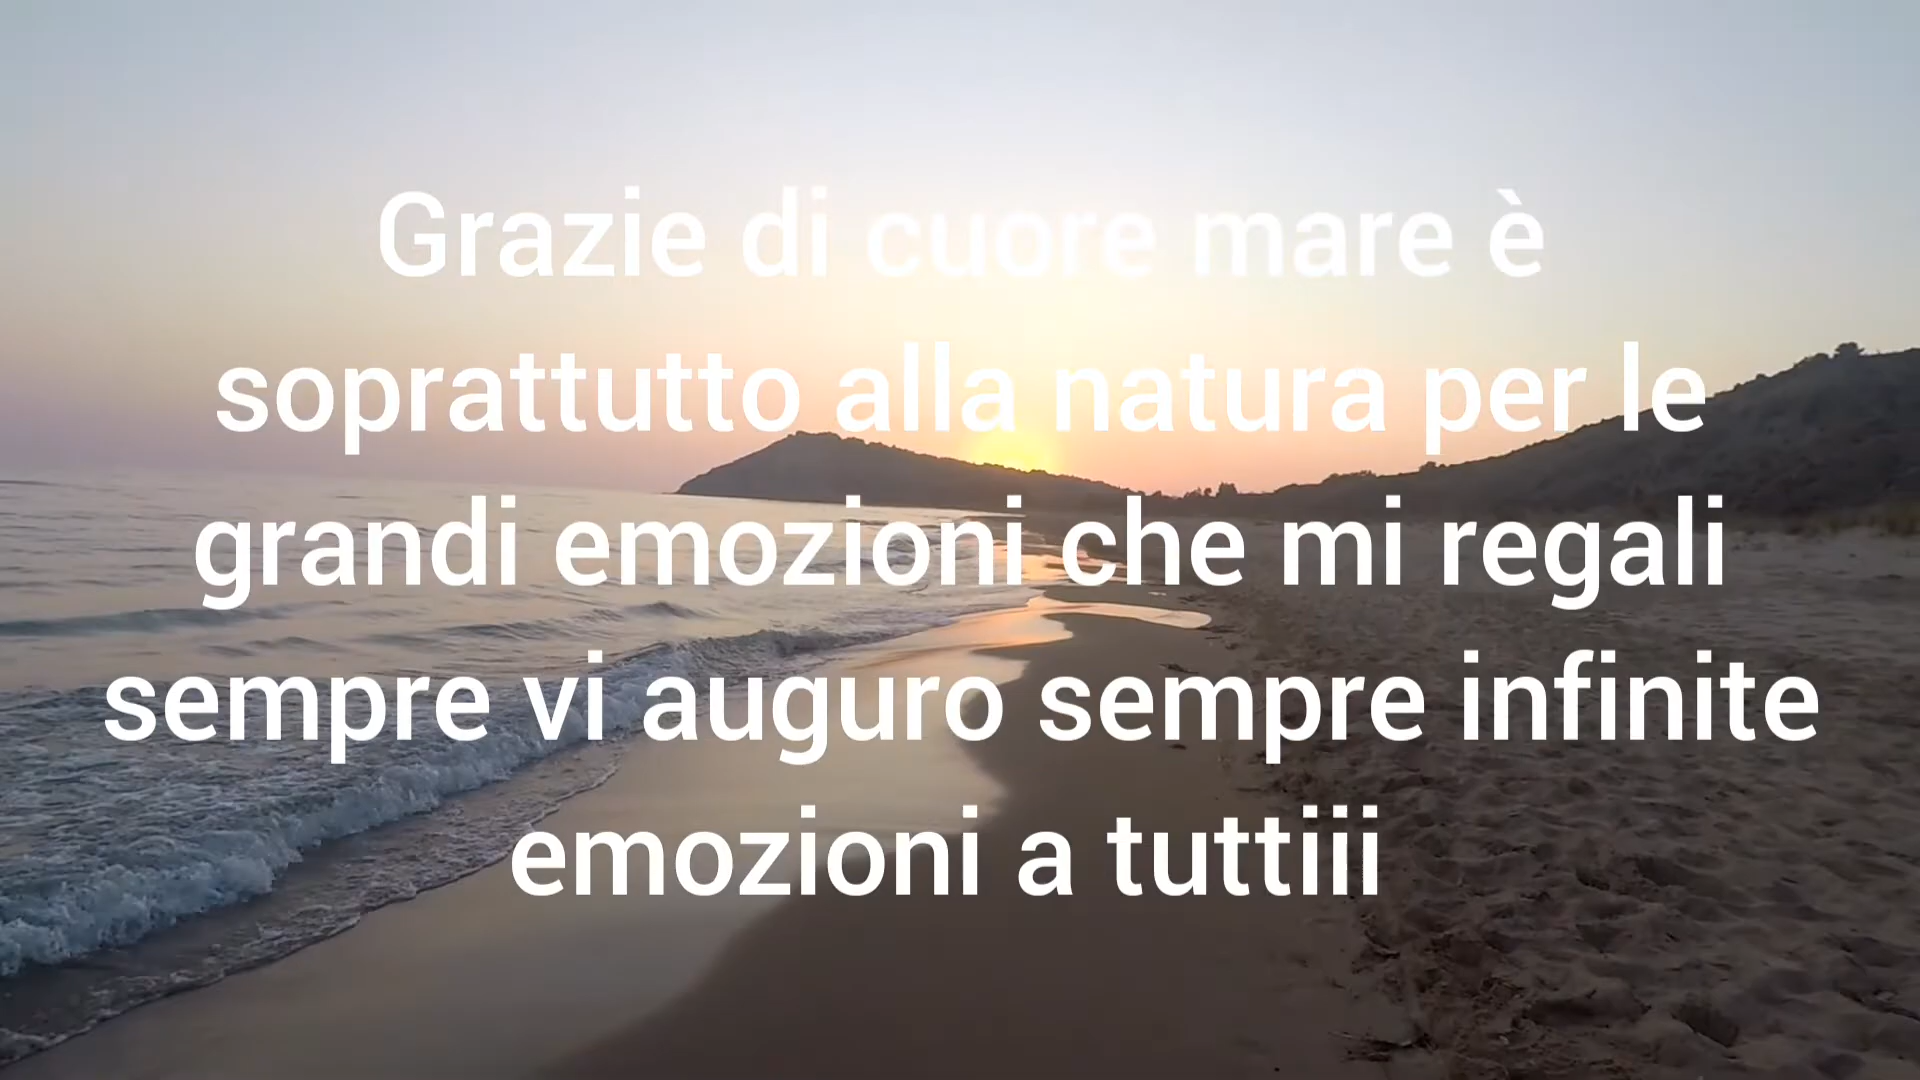 Grazie di cuore mare è
soprattutto alla natura per le
grandi emozioni che mi regali
sempre vi auguro sempre infinite
emozioni a tuttiii